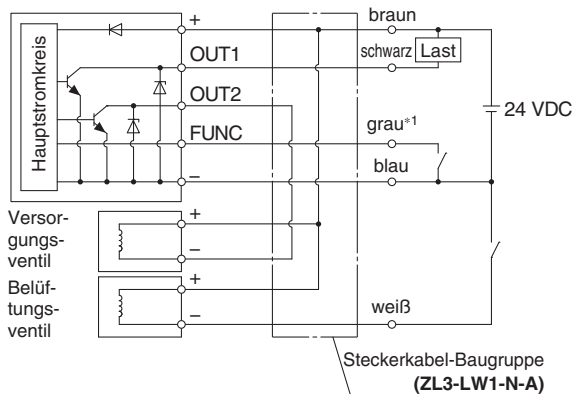 braun
+
OUT1
schwarz
Last
OUT2
24 VDC
Hauptstromkreis
FUNC
grau*1
blau
–
Versor-
gungs-
ventil
+
–
Belüf-
tungs-
ventil
+
–
weiß
Steckerkabel-Baugruppe
(ZL3-LW1-N-A)